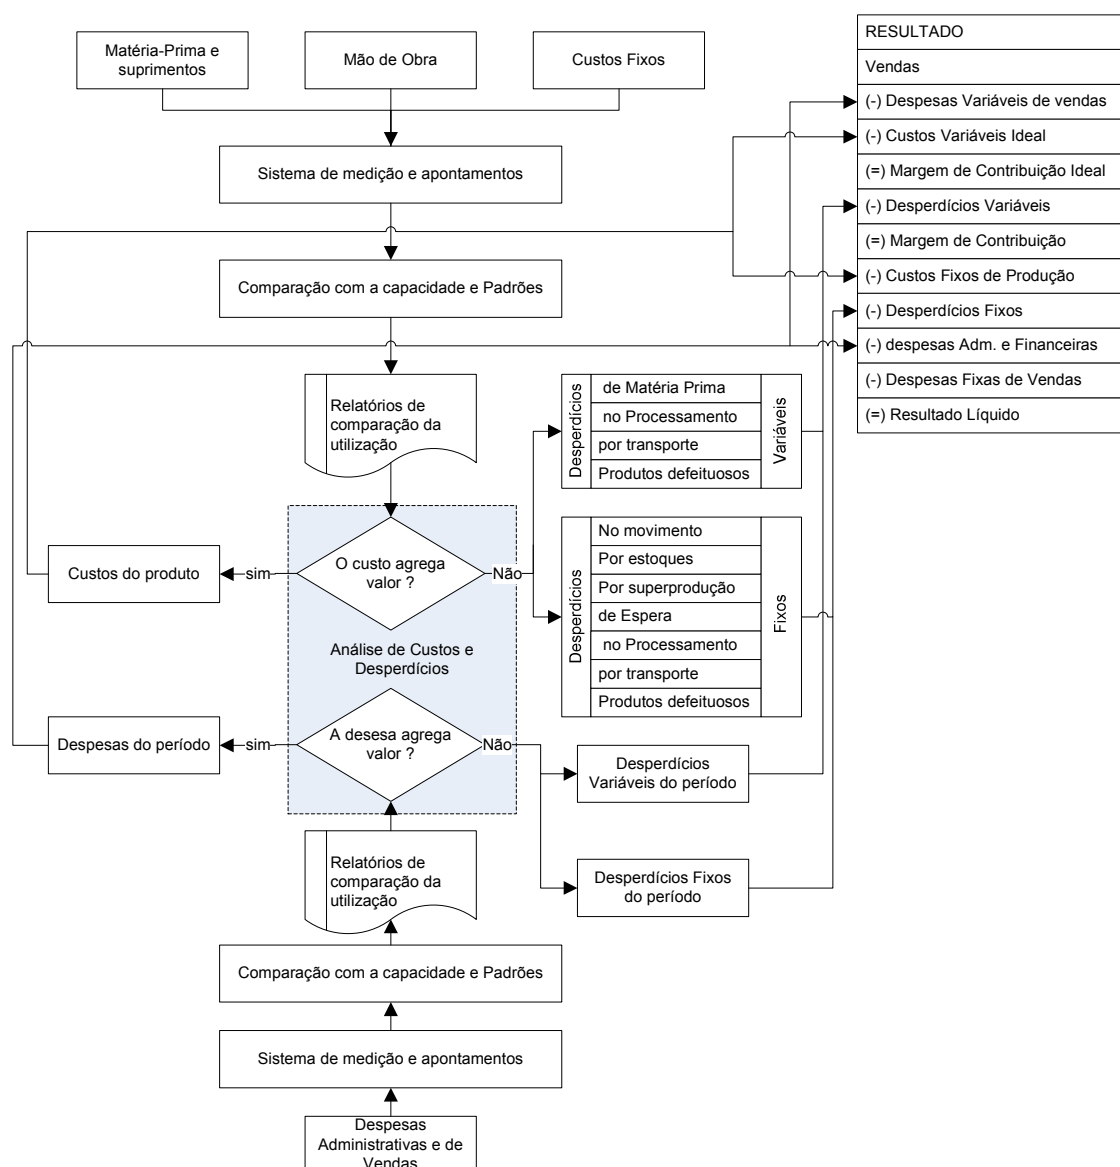 Matéria-Prima e
suprimentos
Mão de Obra
Custos Fixos
Sistema de medição e apontamentos
Comparação com a capacidade e Padrões
Relatórios de
comparação da
utilização
O custo agrega
valor ?
sim
Não
Custos do produto
Análise de Custos e
Desperdícios
A desesa agrega
valor ?
sim
Não
Despesas do período
Relatórios de
comparação da
utilização
Comparação com a capacidade e Padrões
Sistema de medição e apontamentos
Despesas
Administrativas e de
Vendas
Desperdícios
de Matéria Prima
no Processamento
por transporte
Produtos defeituosos
Variáveis
Desperdícios
No movimento
Por estoques
Por superprodução
de Espera
no Processamento
por transporte
Produtos defeituosos
Fixos
Desperdícios
Variáveis do período
Desperdícios Fixos
do período
RESULTADO
Vendas
(-) Despesas Variáveis de vendas
(-) Custos Variáveis Ideal
(=) Margem de Contribuição Ideal
(-) Desperdícios Variáveis
(=) Margem de Contribuição
(-) Custos Fixos de Produção
(-) Desperdícios Fixos
(-) despesas Adm. e Financeiras
(-) Despesas Fixas de Vendas
(=) Resultado Líquido